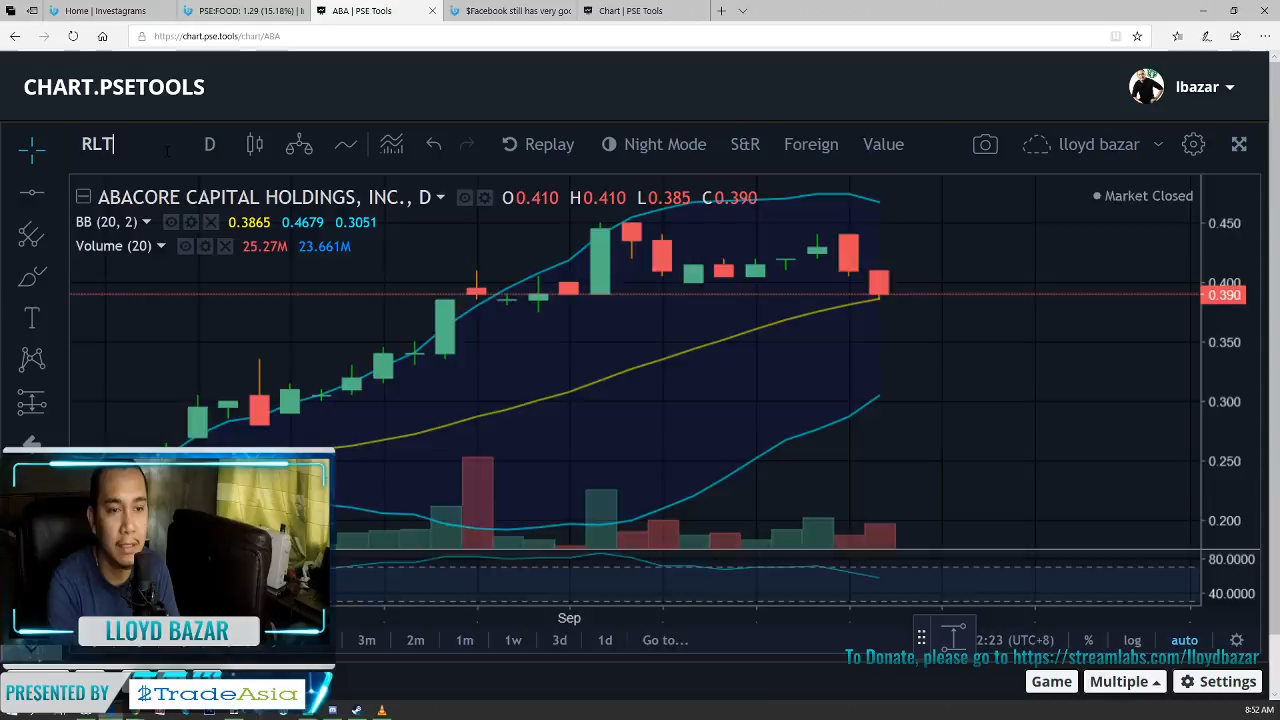 Home | Investagrams
PSE:FOOD: 1.29 (15.18%) | I
ABA | PSE Tools
$Facebook still has very goo
Chart | PSE Tools
https://chart.pse.tools/chart/ABA
CHART.PSETOOLS
lbazar
RLT
D
Replay
Night Mode
S&R
Foreign
Value
lloyd bazar
ABACORE CAPITAL HOLDINGS, INC., D
O0.410 H0.410 L0.385 C0.390
Market Closed
BB (20, 2) 0.3865 0.4679 0.3051
Volume (20) 25.27M 23.661M
0.450
0.400
0.390
0.350
0.300
0.250
0.200
80.0000
40.0000
Sep
3m 2m 1m 1w 3d 1d Go to...
2:23 (UTC+8) % log auto
LLOYD BAZAR
To Donate, please go to https://streamlabs.com/lloydbazar
PRESENTED BY
$TradeAsia
Game
Multiple
Settings
8:52 AM